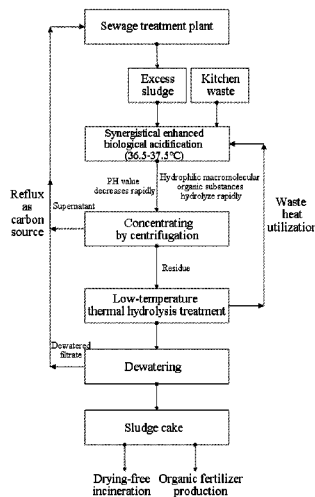 Sewage treatment plant
Excess
sludge
Kitchen
waste
Synergistical enhanced
biological acidification
(36.5-37.5°C)
PH value
decreases rapidly
Hydrophilic macromolecular
organic substances
hydrolyze rapidly
Reflux
as
carbon
source
Supernatant
Waste
heat
utilization
Concentrating
by centrifugation
Residue
Low-temperature
thermal hydrolysis treatment
Dewatered
filtrate
Dewatering
Sludge cake
Drying-free
incineration
Organic fertilizer
production